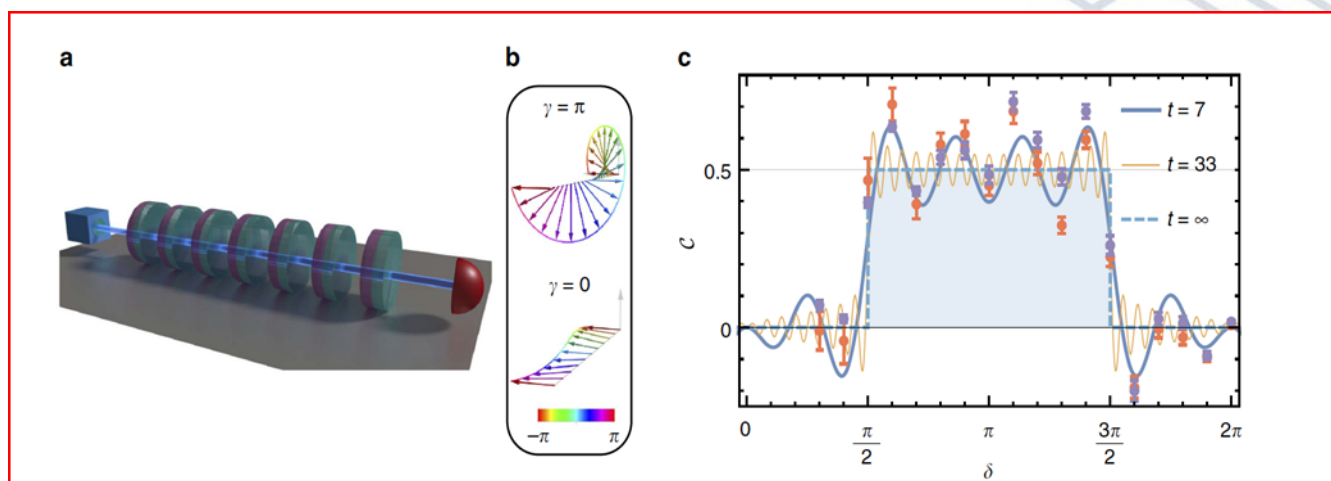 a
b
γ = π
γ = 0
−π π
c
𝒞
0.5
0
0 π/2 π 3π/2 2π
δ
t = 7
t = 33
t = ∞